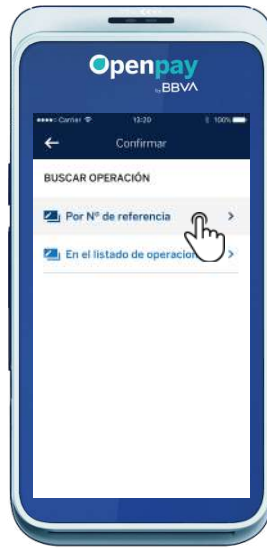 Openpay
by BBVA
Carrier 13:20 100%
Confirmar
BUSCAR OPERACIÓN
Por Nº de referencia
En el listado de operacion